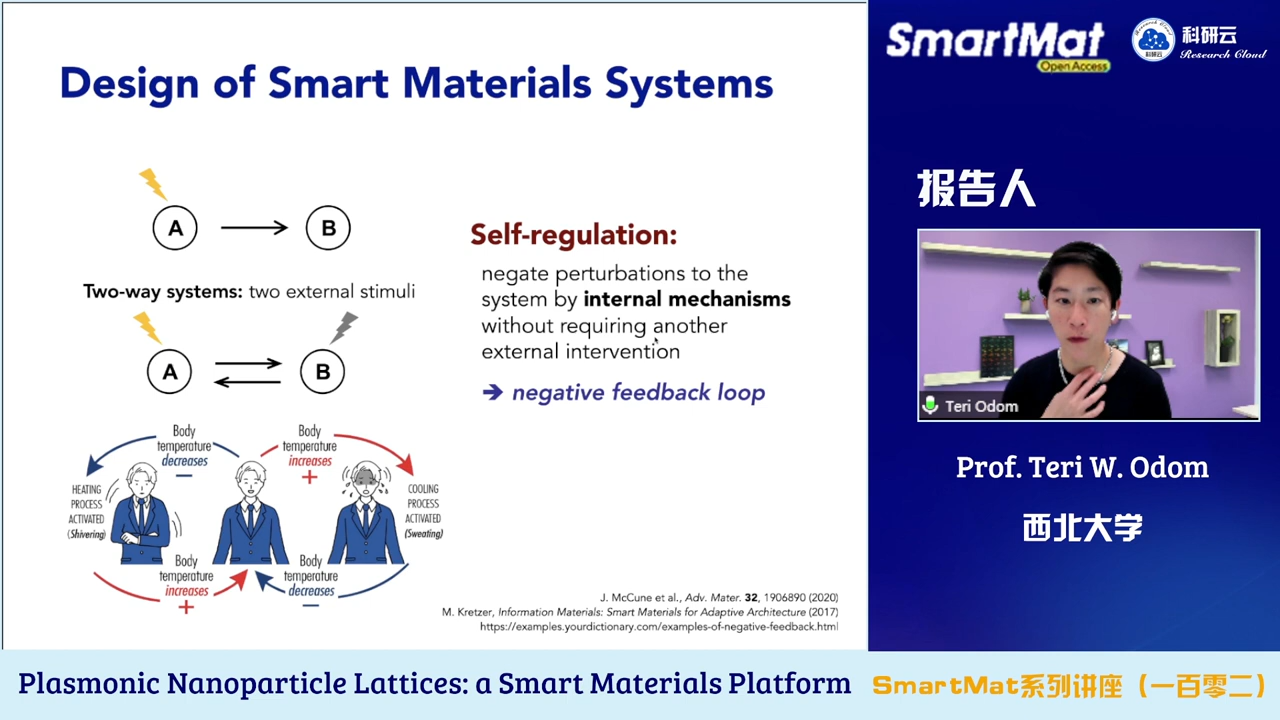 Design of Smart Materials Systems
A
B
Two-way systems: two external stimuli
A
B
Self-regulation:
negate perturbations to the
system by internal mechanisms
without requiring another
external intervention
➔ negative feedback loop
Body
temperature
decreases
−
Body
temperature
increases
+
HEATING
PROCESS
ACTIVATED
(Shivering)
COOLING
PROCESS
ACTIVATED
(Sweating)
Body
temperature
increases
+
Body
temperature
decreases
−
J. McCune et al., Adv. Mater. 32, 1906890 (2020)
M. Kretzer, Information Materials: Smart Materials for Adaptive Architecture (2017)
https://examples.yourdictionary.com/examples-of-negative-feedback.html
SmartMat
Open Access
科研云
Research Cloud
报告人
Teri Odom
Prof. Teri W. Odom
西北大学
Plasmonic Nanoparticle Lattices: a Smart Materials Platform
SmartMat系列讲座（一百零二）